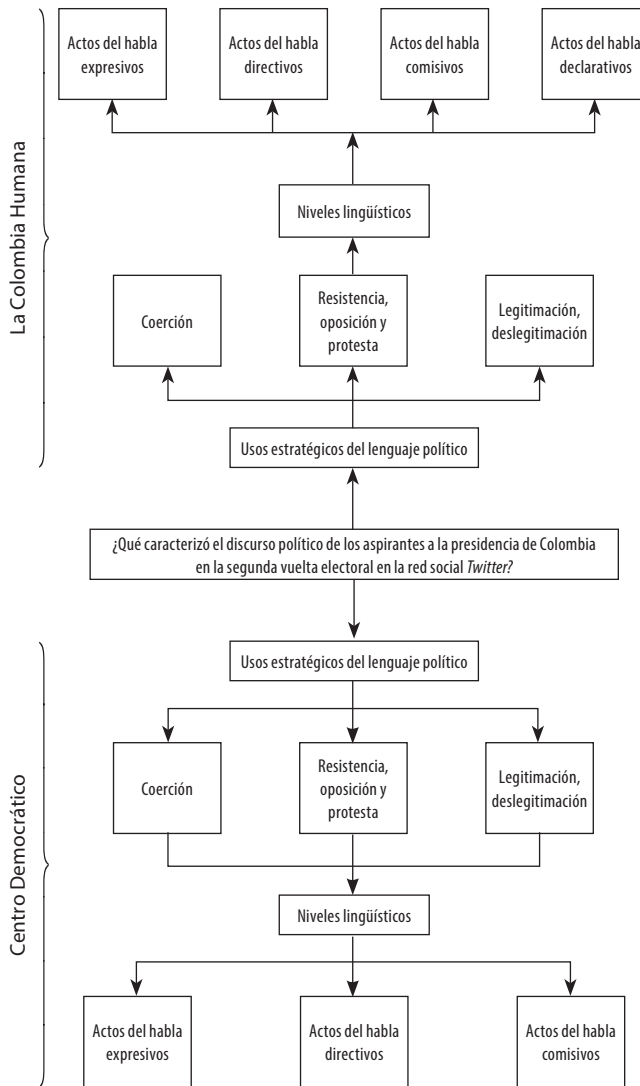 La Colombia Humana
Actos del habla
expresivos
Actos del habla
directivos
Actos del habla
comisivos
Actos del habla
declarativos
Niveles lingüísticos
Coerción
Resistencia,
oposición y
protesta
Legitimación,
deslegitimación
Usos estratégicos del lenguaje político
¿Qué caracterizó el discurso político de los aspirantes a la presidencia de Colombia
en la segunda vuelta electoral en la red social Twitter?
Centro Democrático
Usos estratégicos del lenguaje político
Coerción
Resistencia,
oposición y
protesta
Legitimación,
deslegitimación
Niveles lingüísticos
Actos del habla
expresivos
Actos del habla
directivos
Actos del habla
comisivos